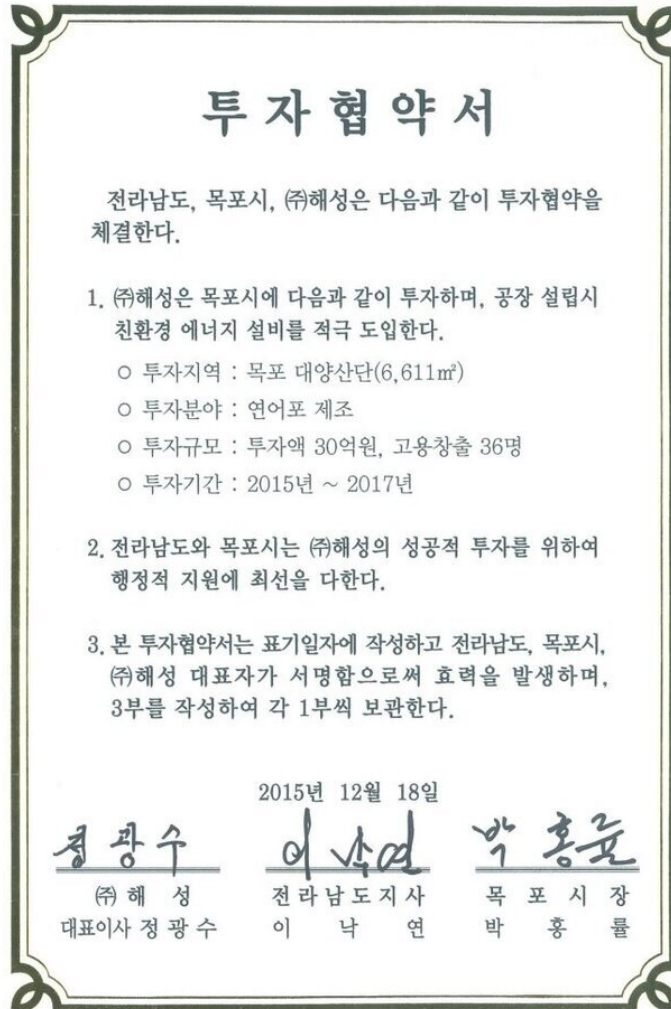 투자협약서
전라남도, 목포시, ㈜해성은 다음과 같이 투자협약을
체결한다.
1. ㈜해성은 목포시에 다음과 같이 투자하며, 공장 설립시
친환경 에너지 설비를 적극 도입한다.
○ 투자지역 : 목포 대양산단(6,611㎡)
○ 투자분야 : 연어포 제조
○ 투자규모 : 투자액 30억원, 고용창출 36명
○ 투자기간 : 2015년 ~ 2017년
2. 전라남도와 목포시는 ㈜해성의 성공적 투자를 위하여
행정적 지원에 최선을 다한다.
3. 본 투자협약서는 표기일자에 작성하고 전라남도, 목포시,
㈜해성 대표자가 서명함으로써 효력을 발생하며,
3부를 작성하여 각 1부씩 보관한다.
2015년 12월 18일
정광수 이낙연 박홍률
㈜해성 전라남도지사 목포시장
대표이사 정광수 이낙연 박홍률